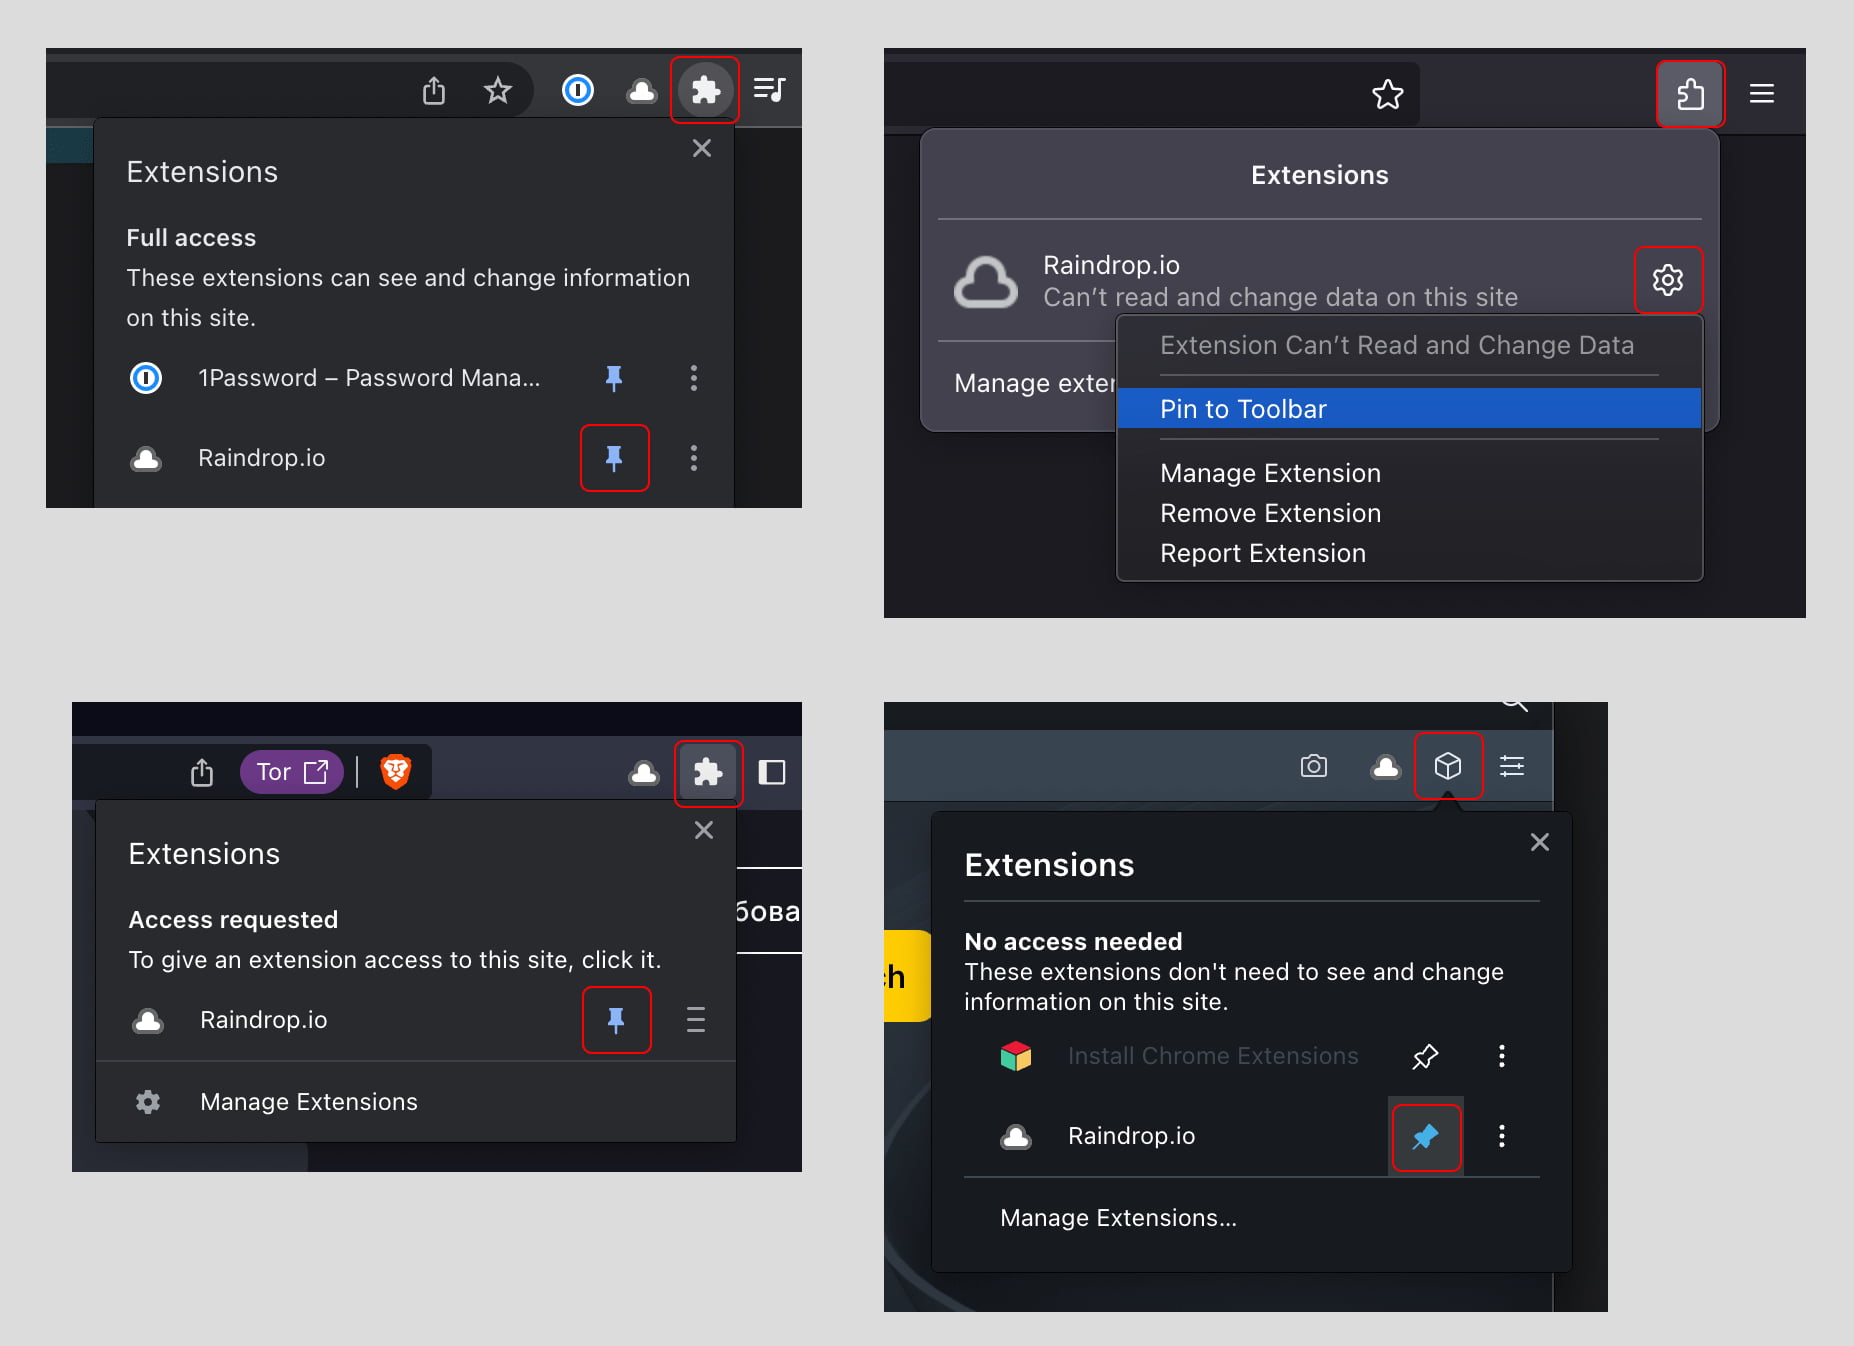 Extensions
Full access
These extensions can see and change information
on this site.
1Password – Password Mana...
Raindrop.io
Extensions
Raindrop.io
Can’t read and change data on this site
Extension Can’t Read and Change Data
Manage exter
Pin to Toolbar
Manage Extension
Remove Extension
Report Extension
Tor
Extensions
Access requested
бова
To give an extension access to this site, click it.
Raindrop.io
Manage Extensions
Extensions
No access needed
ch
These extensions don't need to see and change
information on this site.
Install Chrome Extensions
Raindrop.io
Manage Extensions...